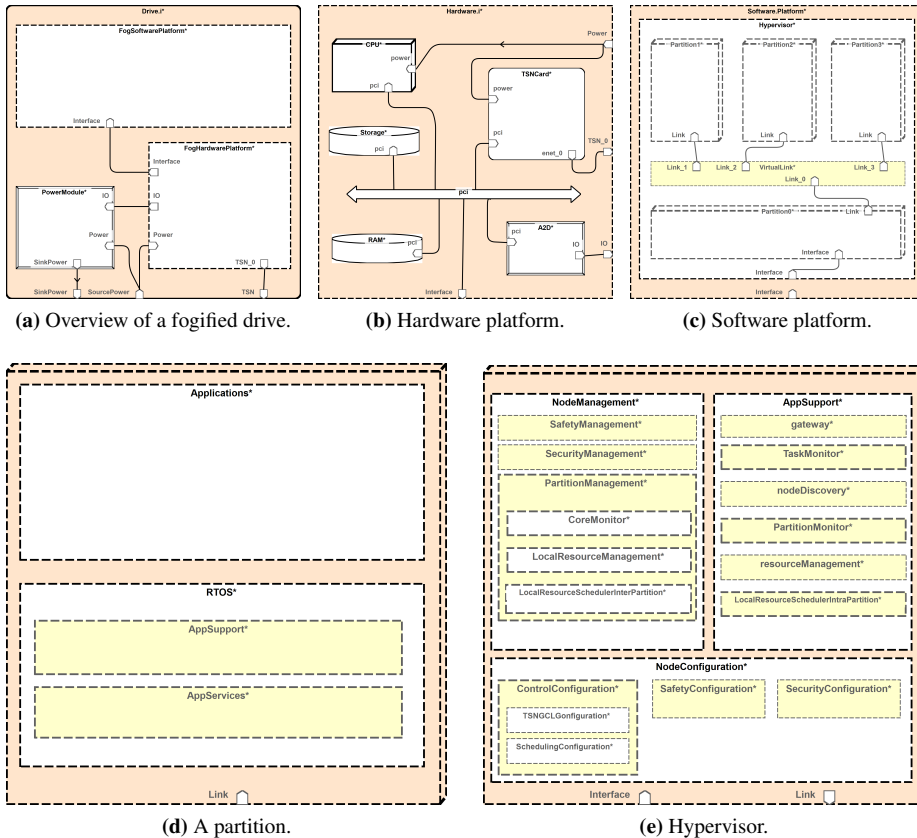 Drive.i*
FogSoftwarePlatform*
Interface
FogHardwarePlatform*
Interface
PowerModule*
IO
IO
Power
Power
SinkPower
TSN_0
SinkPower
SourcePower
TSN
(a) Overview of a fogified drive.
Hardware.i*
Power
CPU*
power
pci
TSNCard*
power
Storage*
pci
pci
TSN_0
enet_0
pci
RAM*
pci
A2D*
pci
IO
IO
Interface
(b) Hardware platform.
Software.Platform*
Hypervisor*
Partition1*
Partition2*
Partition3*
Link
Link
Link
Link_1
Link_2
VirtualLink*
Link_3
Link_0
Partition0*
Link
Interface
Interface
Interface
(c) Software platform.
Applications*
RTOS*
AppSupport*
AppServices*
Link
(d) A partition.
NodeManagement*
SafetyManagement*
SecurityManagement*
PartitionManagement*
CoreMonitor*
LocalResourceManagement*
LocalResourceSchedulerInterPartition*
AppSupport*
gateway*
TaskMonitor*
nodeDiscovery*
PartitionMonitor*
resourceManagement*
LocalResourceSchedulerIntraPartition*
NodeConfiguration*
ControlConfiguration*
TSNGCLGonfiguration*
SchedulingConfiguration*
SafetyConfiguration*
SecurityConfiguration*
Interface
Link
(e) Hypervisor.